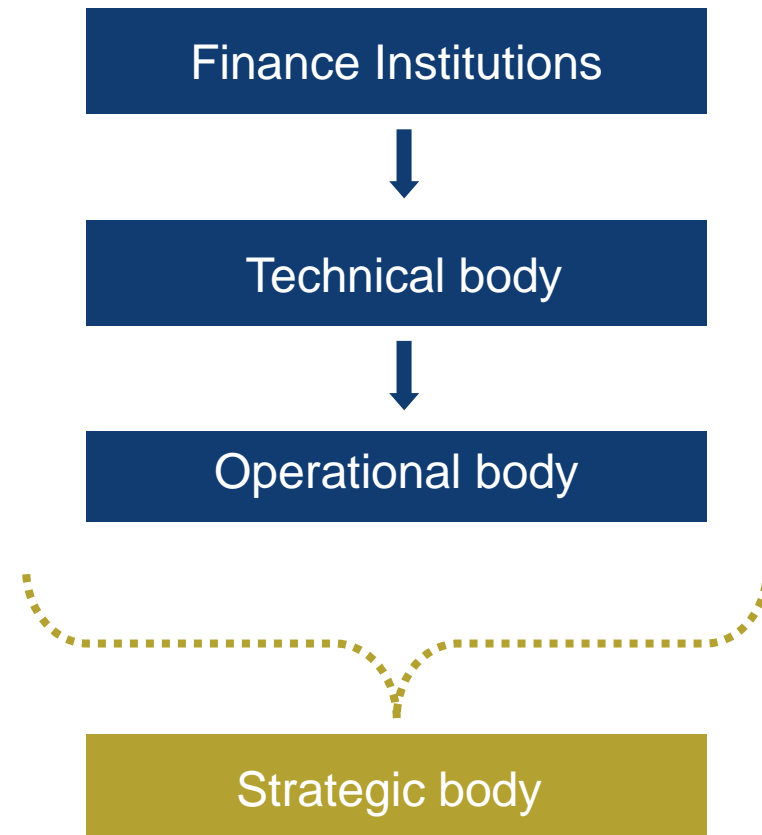 Finance Institutions
Technical body
Operational body
Strategic body